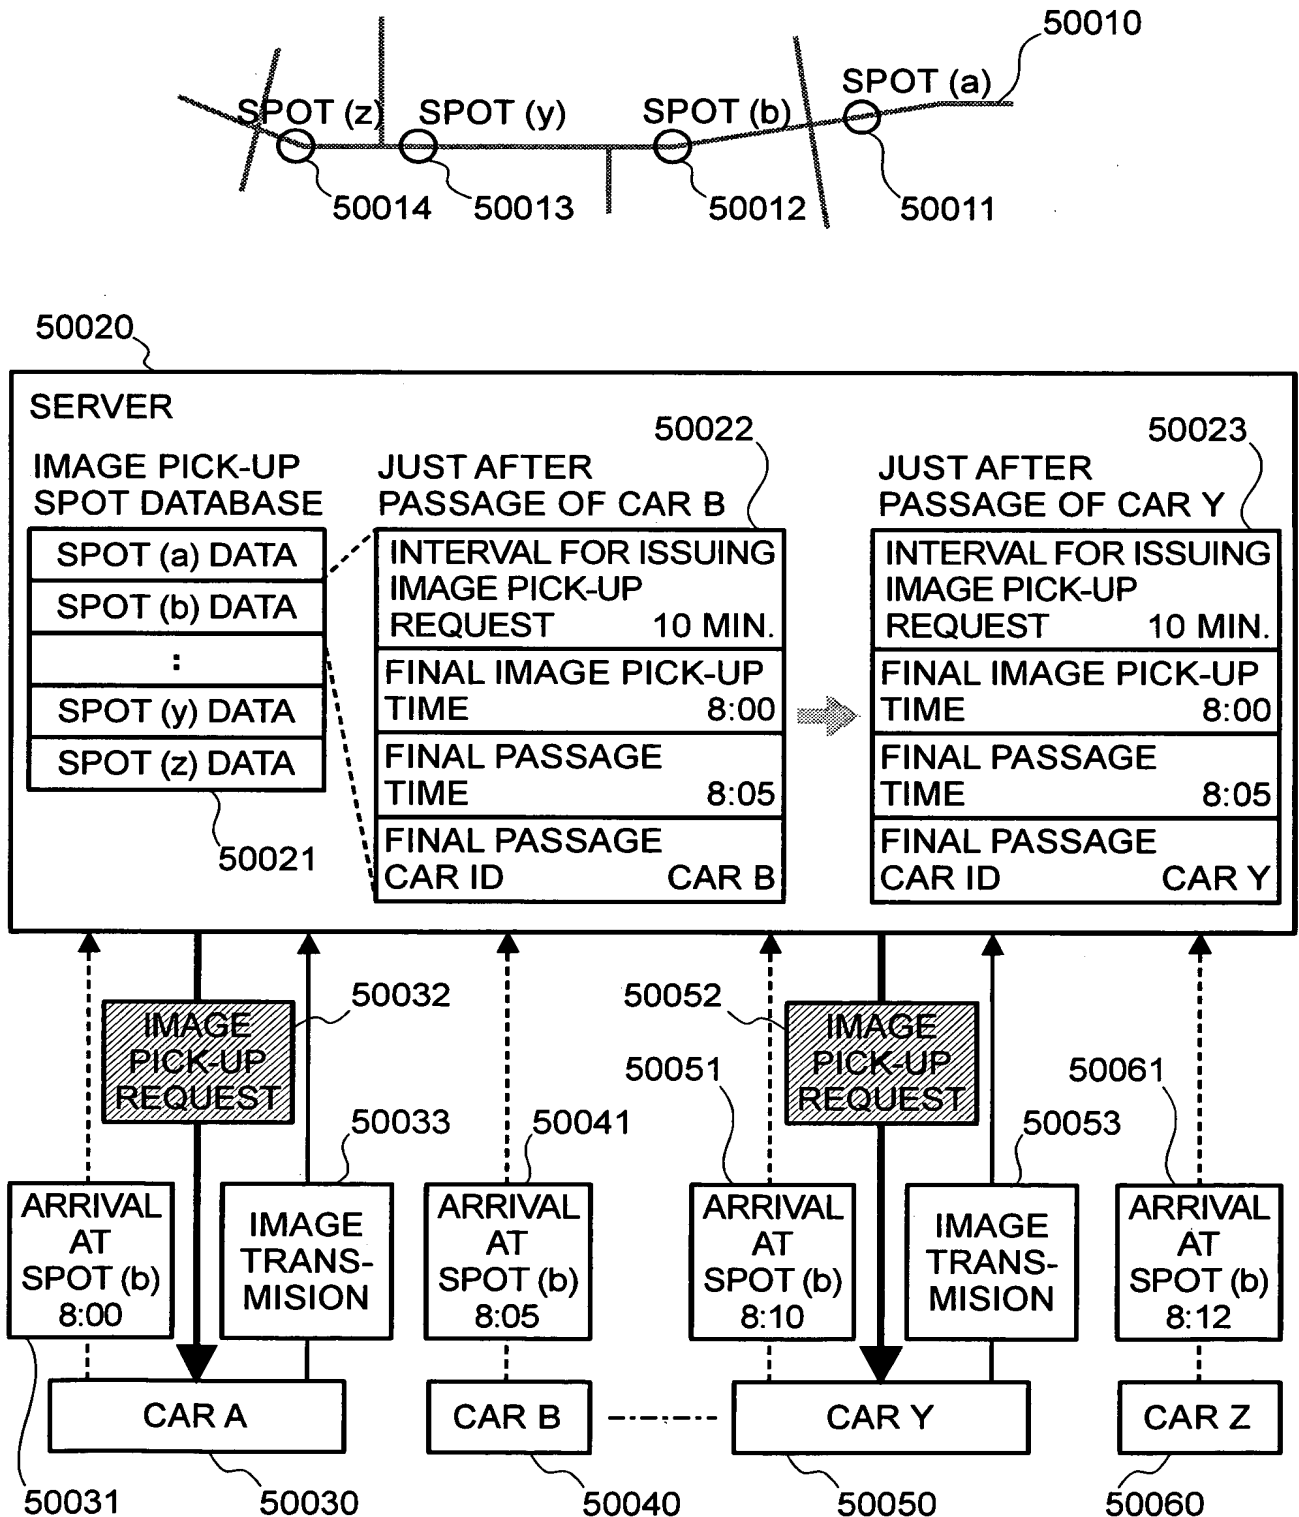 50010
SPOT (a)
SPOT (z)
SPOT (y)
SPOT (b)
50014
50013
50012
50011
50020
SERVER
50022
50023
IMAGE PICK-UP
SPOT DATABASE
SPOT (a) DATA
SPOT (b) DATA
:
SPOT (y) DATA
SPOT (z) DATA
50021
JUST AFTER
PASSAGE OF CAR B
INTERVAL FOR ISSUING
IMAGE PICK-UP
REQUEST 10 MIN.
FINAL IMAGE PICK-UP
TIME 8:00
FINAL PASSAGE
TIME 8:05
FINAL PASSAGE
CAR ID CAR B
JUST AFTER
PASSAGE OF CAR Y
INTERVAL FOR ISSUING
IMAGE PICK-UP
REQUEST 10 MIN.
FINAL IMAGE PICK-UP
TIME 8:00
FINAL PASSAGE
TIME 8:05
FINAL PASSAGE
CAR ID CAR Y
50032
IMAGE
PICK-UP
REQUEST
50052
IMAGE
PICK-UP
REQUEST
50033
50041
50051
50053
50061
ARRIVAL
AT
SPOT (b)
8:00
IMAGE
TRANS-
MISION
ARRIVAL
AT
SPOT (b)
8:05
ARRIVAL
AT
SPOT (b)
8:10
IMAGE
TRANS-
MISION
ARRIVAL
AT
SPOT (b)
8:12
CAR A
CAR B
CAR Y
CAR Z
50031
50030
50040
50050
50060